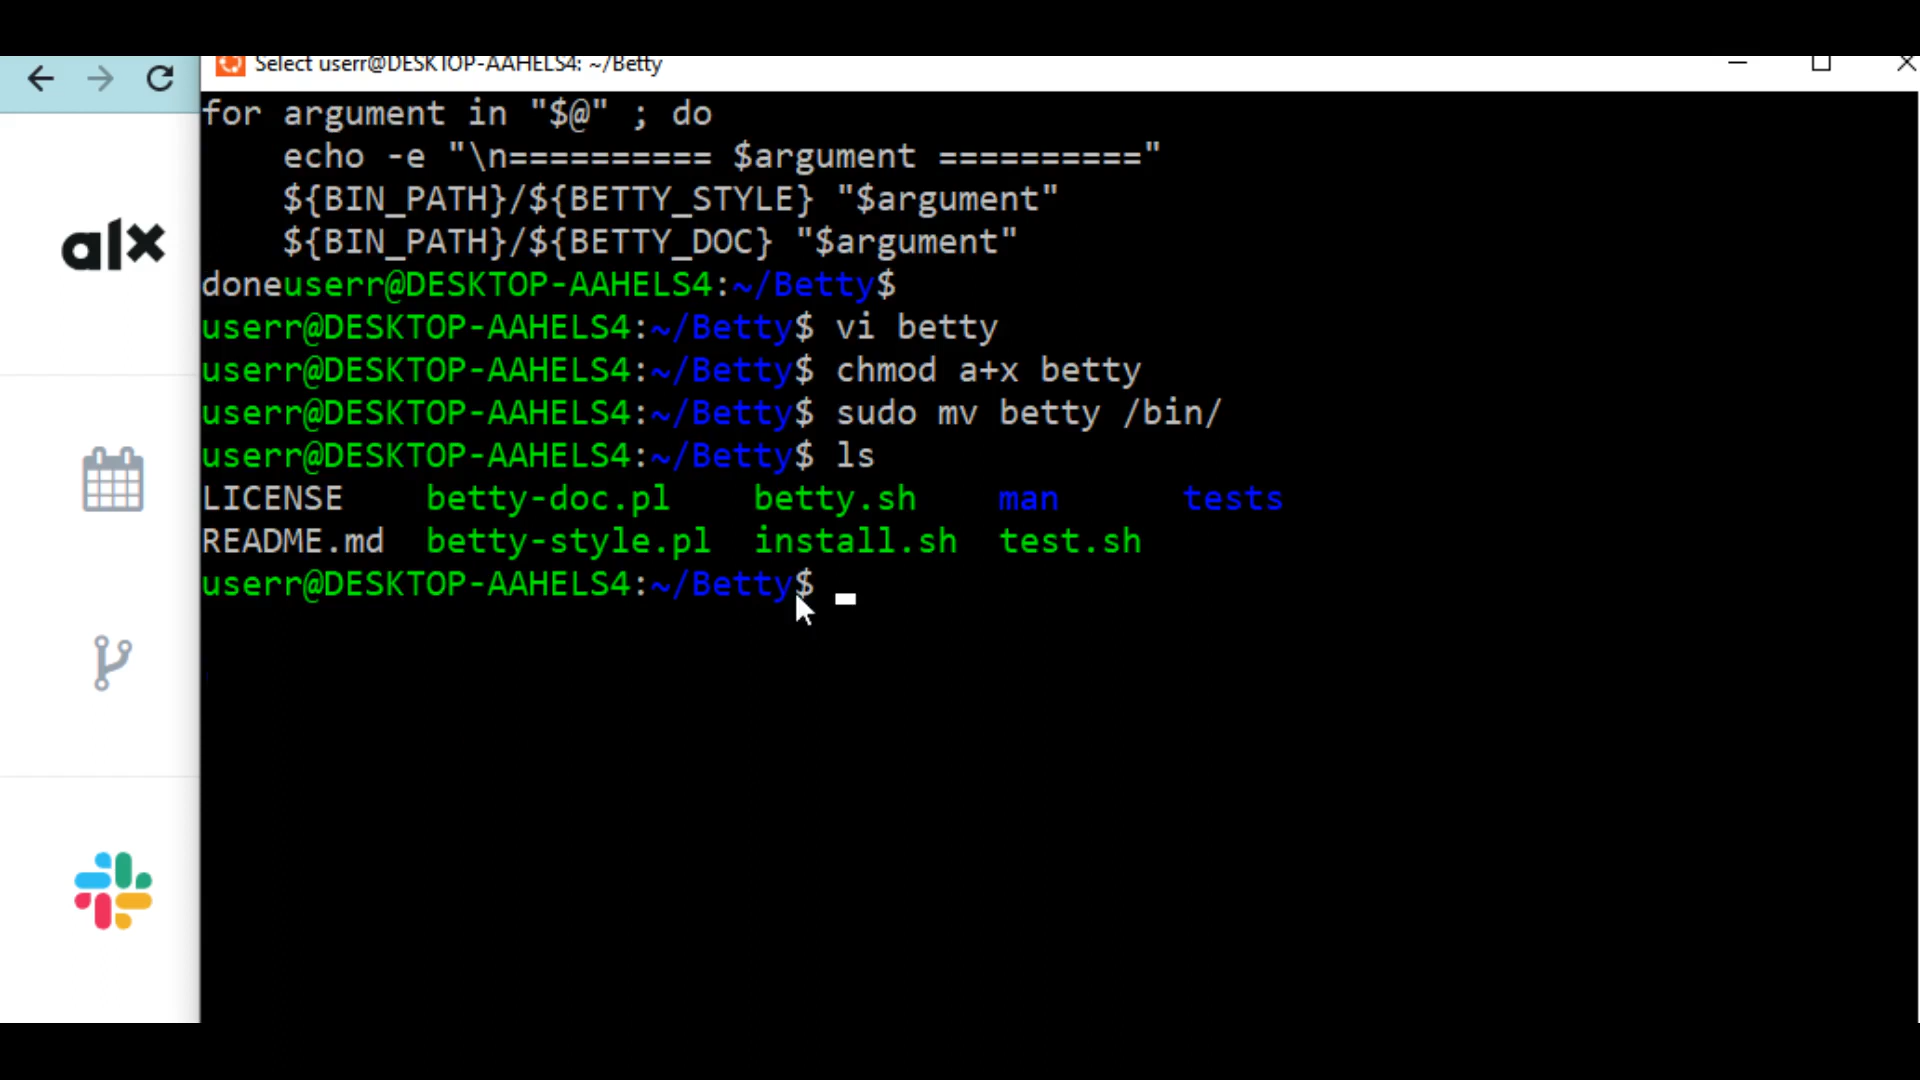 Select userr@DESKTOP-AAHELS4: ~/Betty
alx
for argument in "$@" ; do
    echo -e "\n========== $argument =========="
    ${BIN_PATH}/${BETTY_STYLE} "$argument"
    ${BIN_PATH}/${BETTY_DOC} "$argument"
doneuserr@DESKTOP-AAHELS4:~/Betty$
userr@DESKTOP-AAHELS4:~/Betty$ vi betty
userr@DESKTOP-AAHELS4:~/Betty$ chmod a+x betty
userr@DESKTOP-AAHELS4:~/Betty$ sudo mv betty /bin/
userr@DESKTOP-AAHELS4:~/Betty$ ls
LICENSE    betty-doc.pl    betty.sh    man       tests
README.md  betty-style.pl  install.sh  test.sh
userr@DESKTOP-AAHELS4:~/Betty$